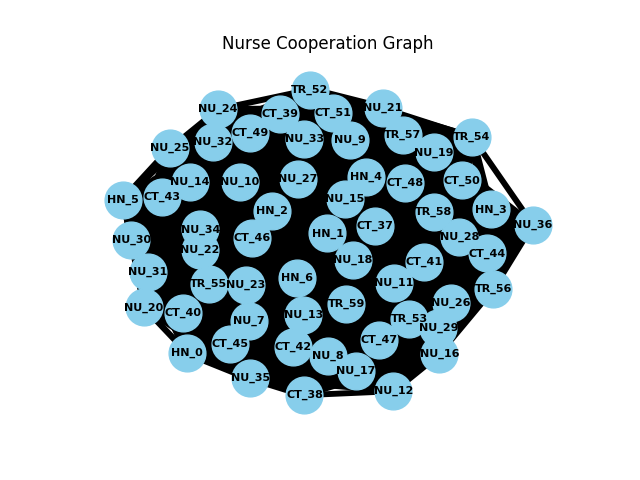 Nurse Cooperation Graph
TR_52
NU_24
NU_21
CT_39
CT_51
CT_49
TR_57
TR_54
NU_32
NU_33
NU_9
NU_25
NU_19
HN_4
NU_27
NU_14
NU_10
CT_48
CT_50
CT_43
HN_5
NU_15
HN_2
TR_58
HN_3
NU_36
CT_37
NU_34
HN_1
NU_30
CT_46
NU_28
NU_22
CT_44
NU_18
CT_41
NU_31
HN_6
NU_11
TR_55
NU_23
TR_56
TR_59
NU_26
NU_20
CT_40
NU_13
TR_53
NU_7
NU_29
CT_47
CT_45
CT_42
HN_0
NU_16
NU_8
NU_17
NU_35
NU_12
CT_38